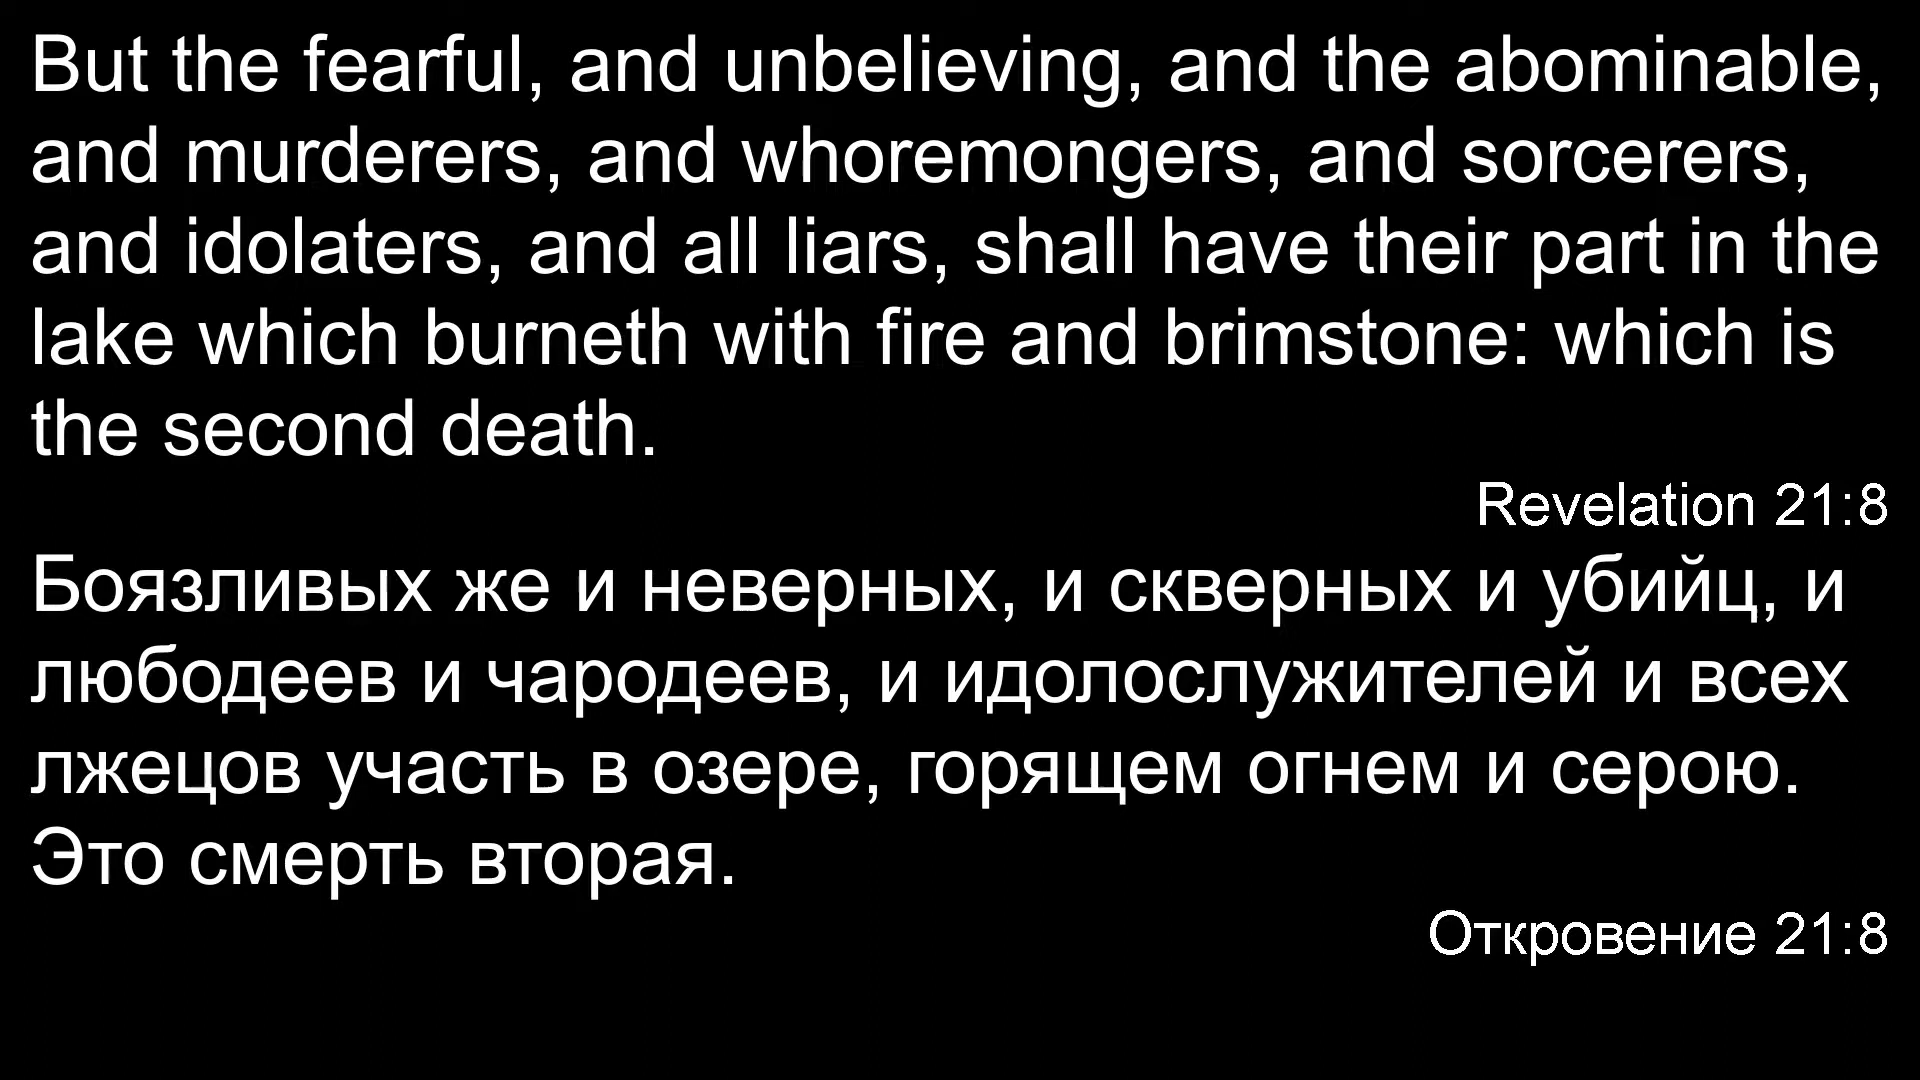 But the fearful, and unbelieving, and the abominable,
and murderers, and whoremongers, and sorcerers,
and idolaters, and all liars, shall have their part in the
lake which burneth with fire and brimstone: which is
the second death.
Revelation 21:8
Боязливых же и неверных, и скверных и убийц, и
любодеев и чародеев, и идолослужителей и всех
лжецов участь в озере, горящем огнем и серою.
Это смерть вторая.
Откровение 21:8